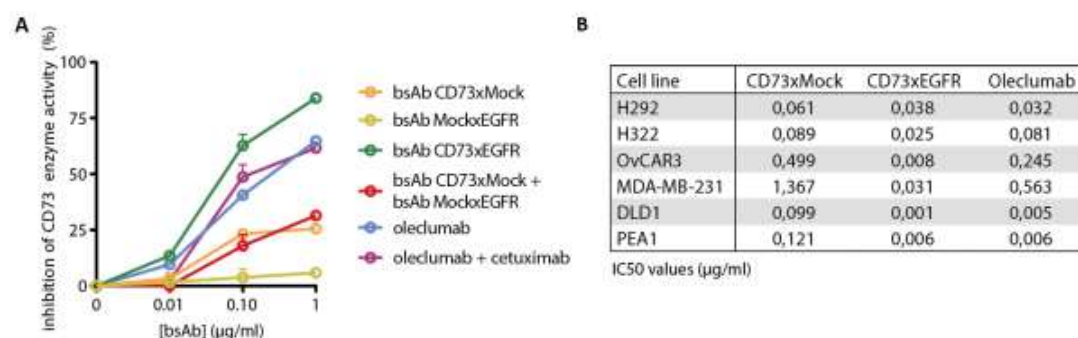 A
inhibition of CD73 enzyme activity (%)
100
75
50
25
0
0 0.01 0.10 1
[bsAb] (µg/ml)
bsAb CD73xMock
bsAb MockxEGFR
bsAb CD73xEGFR
bsAb CD73xMock +
bsAb MockxEGFR
oleclumab
oleclumab + cetuximab
B
Cell line CD73xMock CD73xEGFR Oleclumab
H292 0,061 0,038 0,032
H322 0,089 0,025 0,081
OvCAR3 0,499 0,008 0,245
MDA-MB-231 1,367 0,031 0,563
DLD1 0,099 0,001 0,005
PEA1 0,121 0,006 0,006
IC50 values (µg/ml)